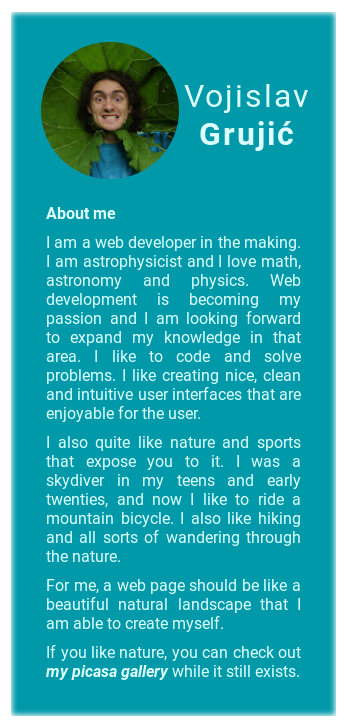 Vojislav
Grujić
About me
I am a web developer in the making.
I am astrophysicist and I love math,
astronomy and physics. Web
development is becoming my
passion and I am looking forward
to expand my knowledge in that
area. I like to code and solve
problems. I like creating nice, clean
and intuitive user interfaces that are
enjoyable for the user.
I also quite like nature and sports
that expose you to it. I was a
skydiver in my teens and early
twenties, and now I like to ride a
mountain bicycle. I also like hiking
and all sorts of wandering through
the nature.
For me, a web page should be like a
beautiful natural landscape that I
am able to create myself.
If you like nature, you can check out
my picasa gallery while it still exists.